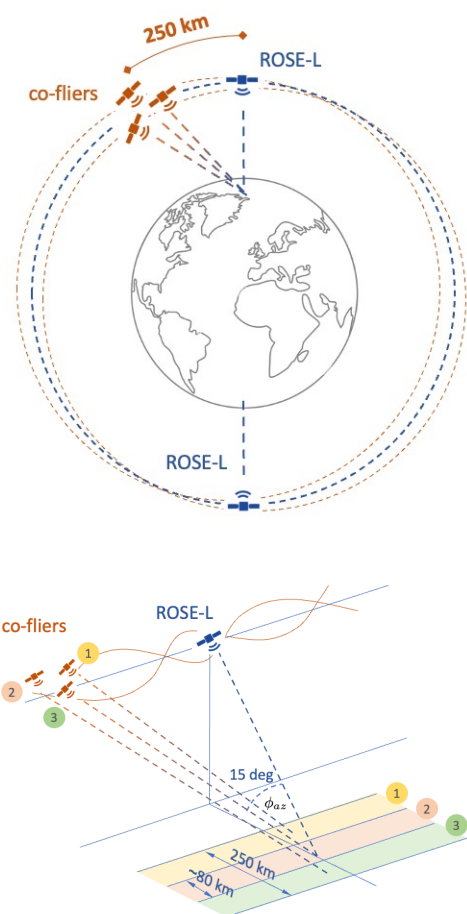 250 km
ROSE-L
co-fliers
ROSE-L
co-fliers
ROSE-L
1
2
3
15 deg
ϕaz
1
2
3
250 km
~80 km